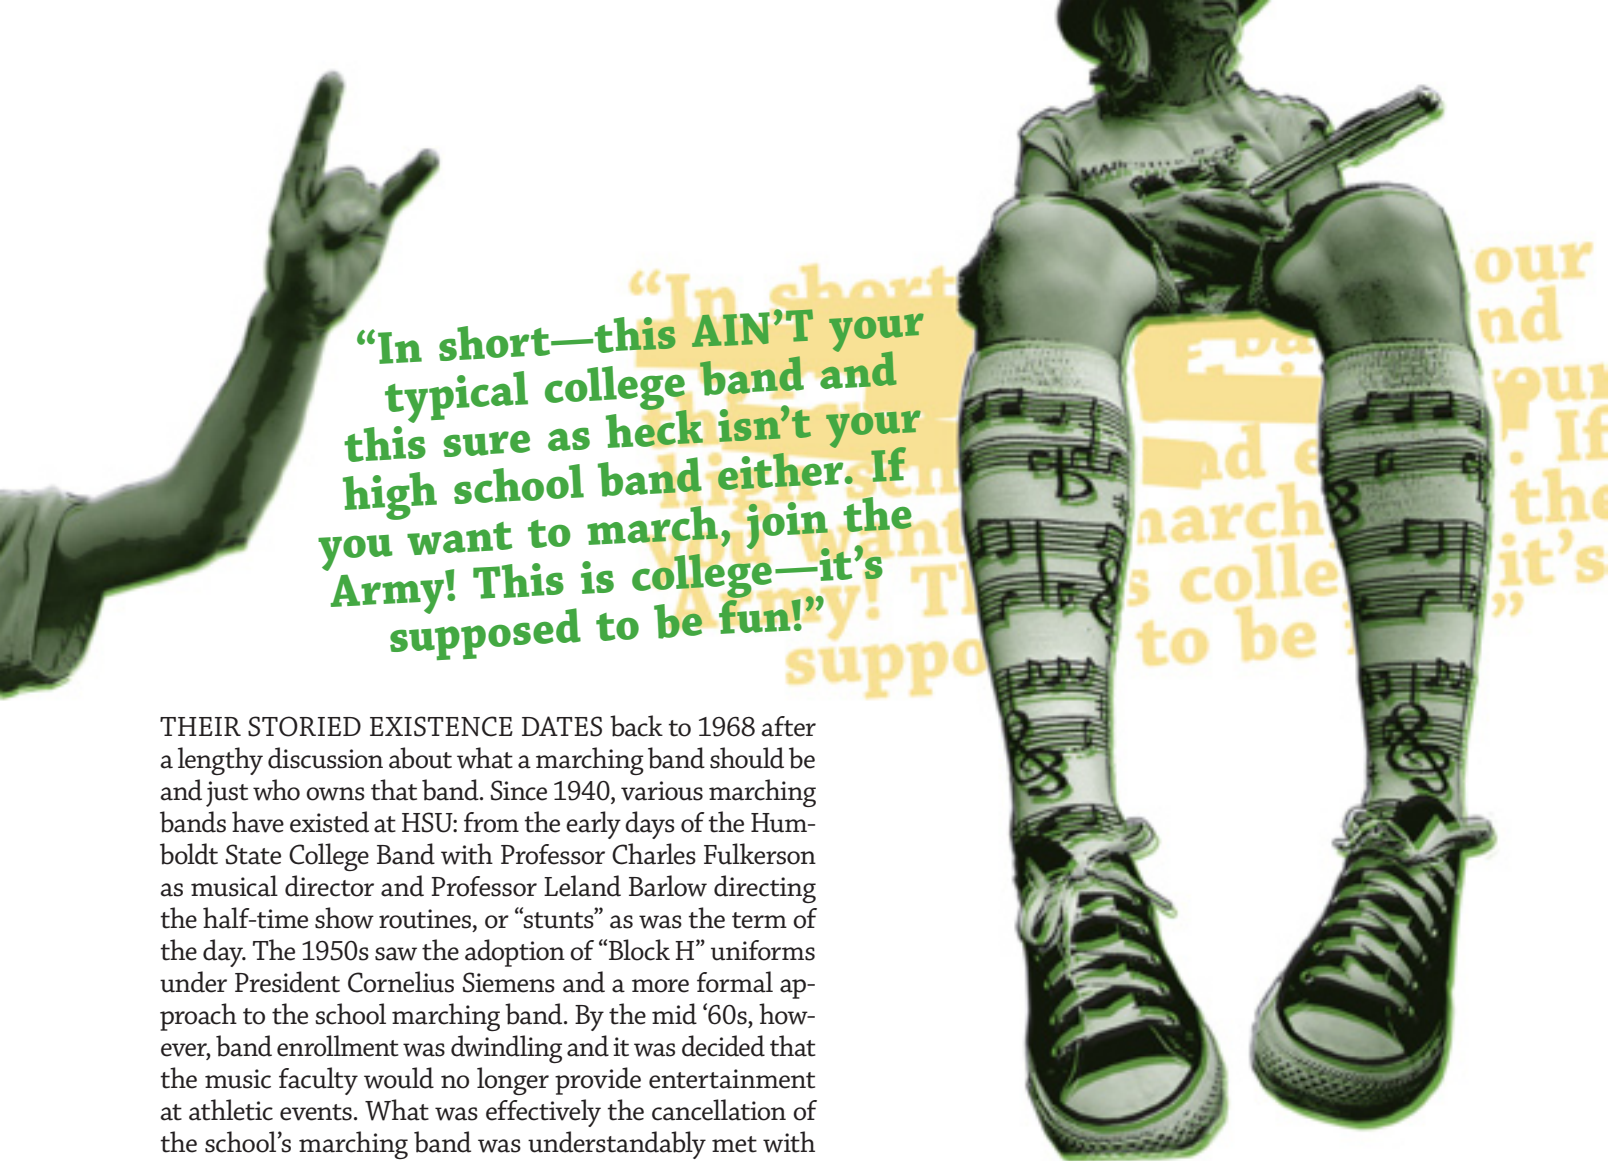 “In short—this AIN’T your
typical college band and
this sure as heck isn’t your
high school band either. If
you want to march, join the
Army! This is college—it’s
supposed to be fun!”
THEIR STORIED EXISTENCE DATES back to 1968 after
a lengthy discussion about what a marching band should be
and just who owns that band. Since 1940, various marching
bands have existed at HSU: from the early days of the Hum-
boldt State College Band with Professor Charles Fulkerson
as musical director and Professor Leland Barlow directing
the half-time show routines, or “stunts” as was the term of
the day. The 1950s saw the adoption of “Block H” uniforms
under President Cornelius Siemens and a more formal ap-
proach to the school marching band. By the mid ‘60s, how-
ever, band enrollment was dwindling and it was decided that
the music faculty would no longer provide entertainment
at athletic events. What was effectively the cancellation of
the school’s marching band was understandably met with